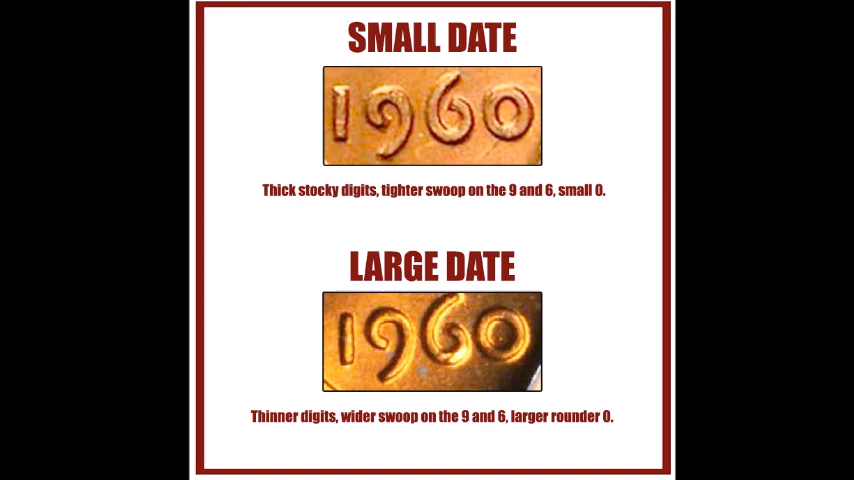 SMALL DATE
1960
Thick stocky digits, tighter swoop on the 9 and 6, small 0.
LARGE DATE
1960
Thinner digits, wider swoop on the 9 and 6, larger rounder 0.